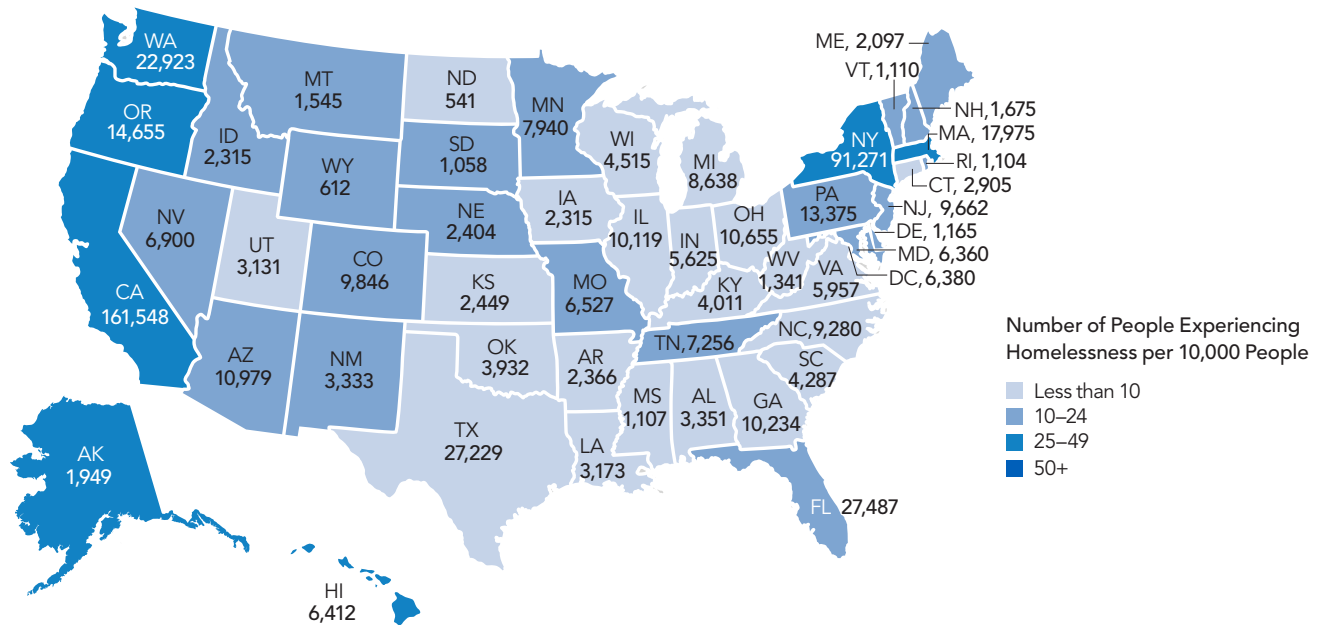 WA
22,923
OR
14,655
CA
161,548
ID
2,315
NV
6,900
MT
1,545
WY
612
UT
3,131
AZ
10,979
CO
9,846
NM
3,333
ND
541
SD
1,058
NE
2,404
KS
2,449
OK
3,932
TX
27,229
MN
7,940
IA
2,315
MO
6,527
AR
2,366
LA
3,173
WI
4,515
IL
10,119
MI
8,638
IN
5,625
OH
10,655
KY
4,011
TN, 7,256
MS
1,107
AL
3,351
GA
10,234
FL 27,487
SC
4,287
NC, 9,280
VA
5,957
WV
1,341
PA
13,375
NY
91,271
ME, 2,097
VT, 1,110
NH, 1,675
MA, 17,975
RI, 1,104
CT, 2,905
NJ, 9,662
DE, 1,165
MD, 6,360
DC, 6,380
AK
1,949
HI
6,412
Number of People Experiencing
Homelessness per 10,000 People
Less than 10
10–24
25–49
50+